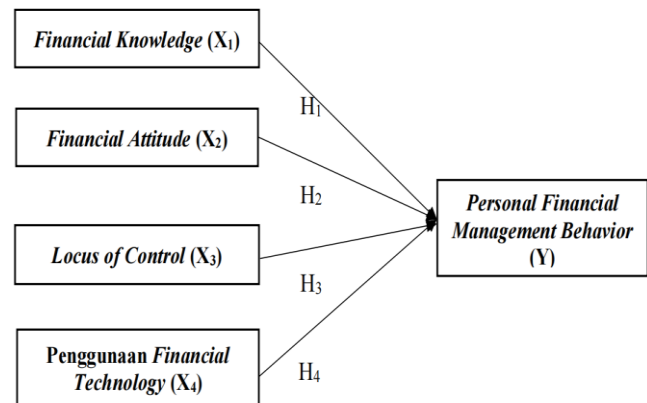 Financial Knowledge (X₁)
H₁
Financial Attitude (X₂)
H₂
Personal Financial
Management Behavior
(Y)
Locus of Control (X₃)
H₃
Penggunaan Financial
Technology (X₄)
H₄